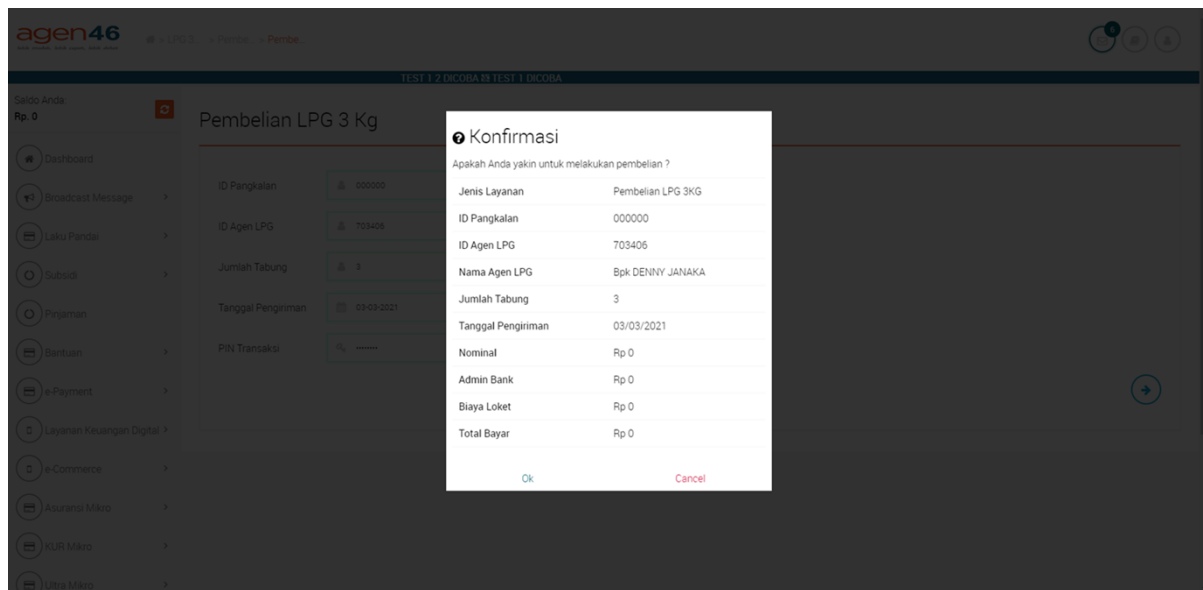 agen46
» LPG 3... » Pembe... » Pembe...
6
TEST 1 2 DICOBA TEST 1 DICOBA
Saldo Anda:
Rp. 0
Dashboard
Broadcast Message
Laku Pandai
Subsidi
Pinjaman
Bantuan
e-Payment
Layanan Keuangan Digital
e-Commerce
Asuransi Mikro
KUR Mikro
Ultra Mikro
Pembelian LPG 3 Kg
ID Pangkalan 000000
ID Agen LPG 703406
Jumlah Tabung 3
Tanggal Pengiriman 03-03-2021
PIN Transaksi ••••••••
Konfirmasi
Apakah Anda yakin untuk melakukan pembelian ?
Jenis Layanan Pembelian LPG 3KG
ID Pangkalan 000000
ID Agen LPG 703406
Nama Agen LPG Bpk DENNY JANAKA
Jumlah Tabung 3
Tanggal Pengiriman 03/03/2021
Nominal Rp 0
Admin Bank Rp 0
Biaya Loket Rp 0
Total Bayar Rp 0
Ok Cancel